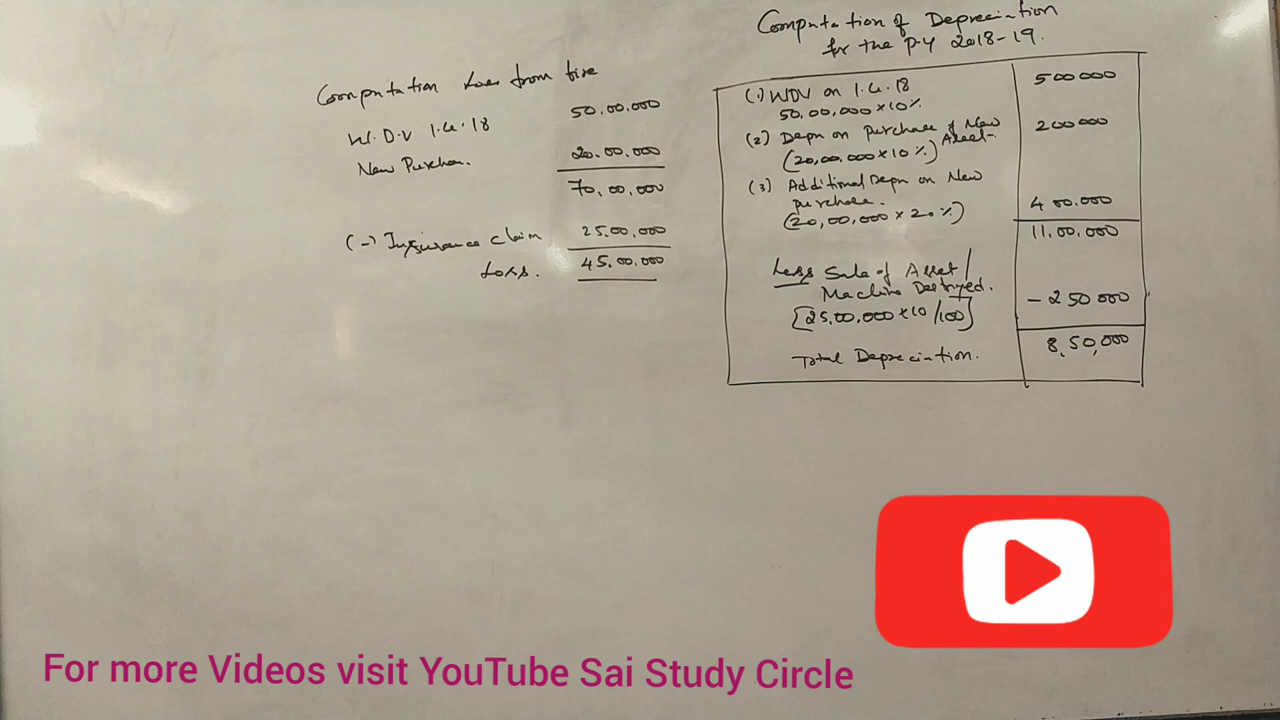 Computation of Depreciation
for the P.Y 2018-19.
Computation Loss from fire
W.D.V 1.4.18 50,00,000
New Purchase. 20.00.000
70,00,000
(-) Insurance claim 25.00.000
Loss. 45,00,000
(1) WDV on 1.4.18 500000
50,00,000 × 10%
(2) Depn on purchase of New Asset- 200000
(20,00,000 × 10%)
(3) Additional Depn on New
purchase. 400.000
(20,00,000 × 20%)
11,00,000
Less Sale of Asset/
Machine Destroyed. - 250000
[25,00,000 × 10/100]
Total Depreciation. 8,50,000
For more Videos visit YouTube Sai Study Circle